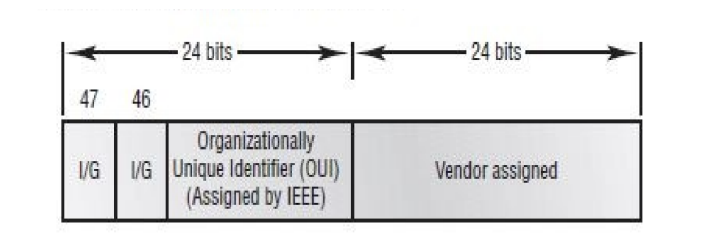 24 bits 24 bits
47 46
I/G I/G Organizationally
Unique Identifier (OUI)
(Assigned by IEEE)
Vendor assigned